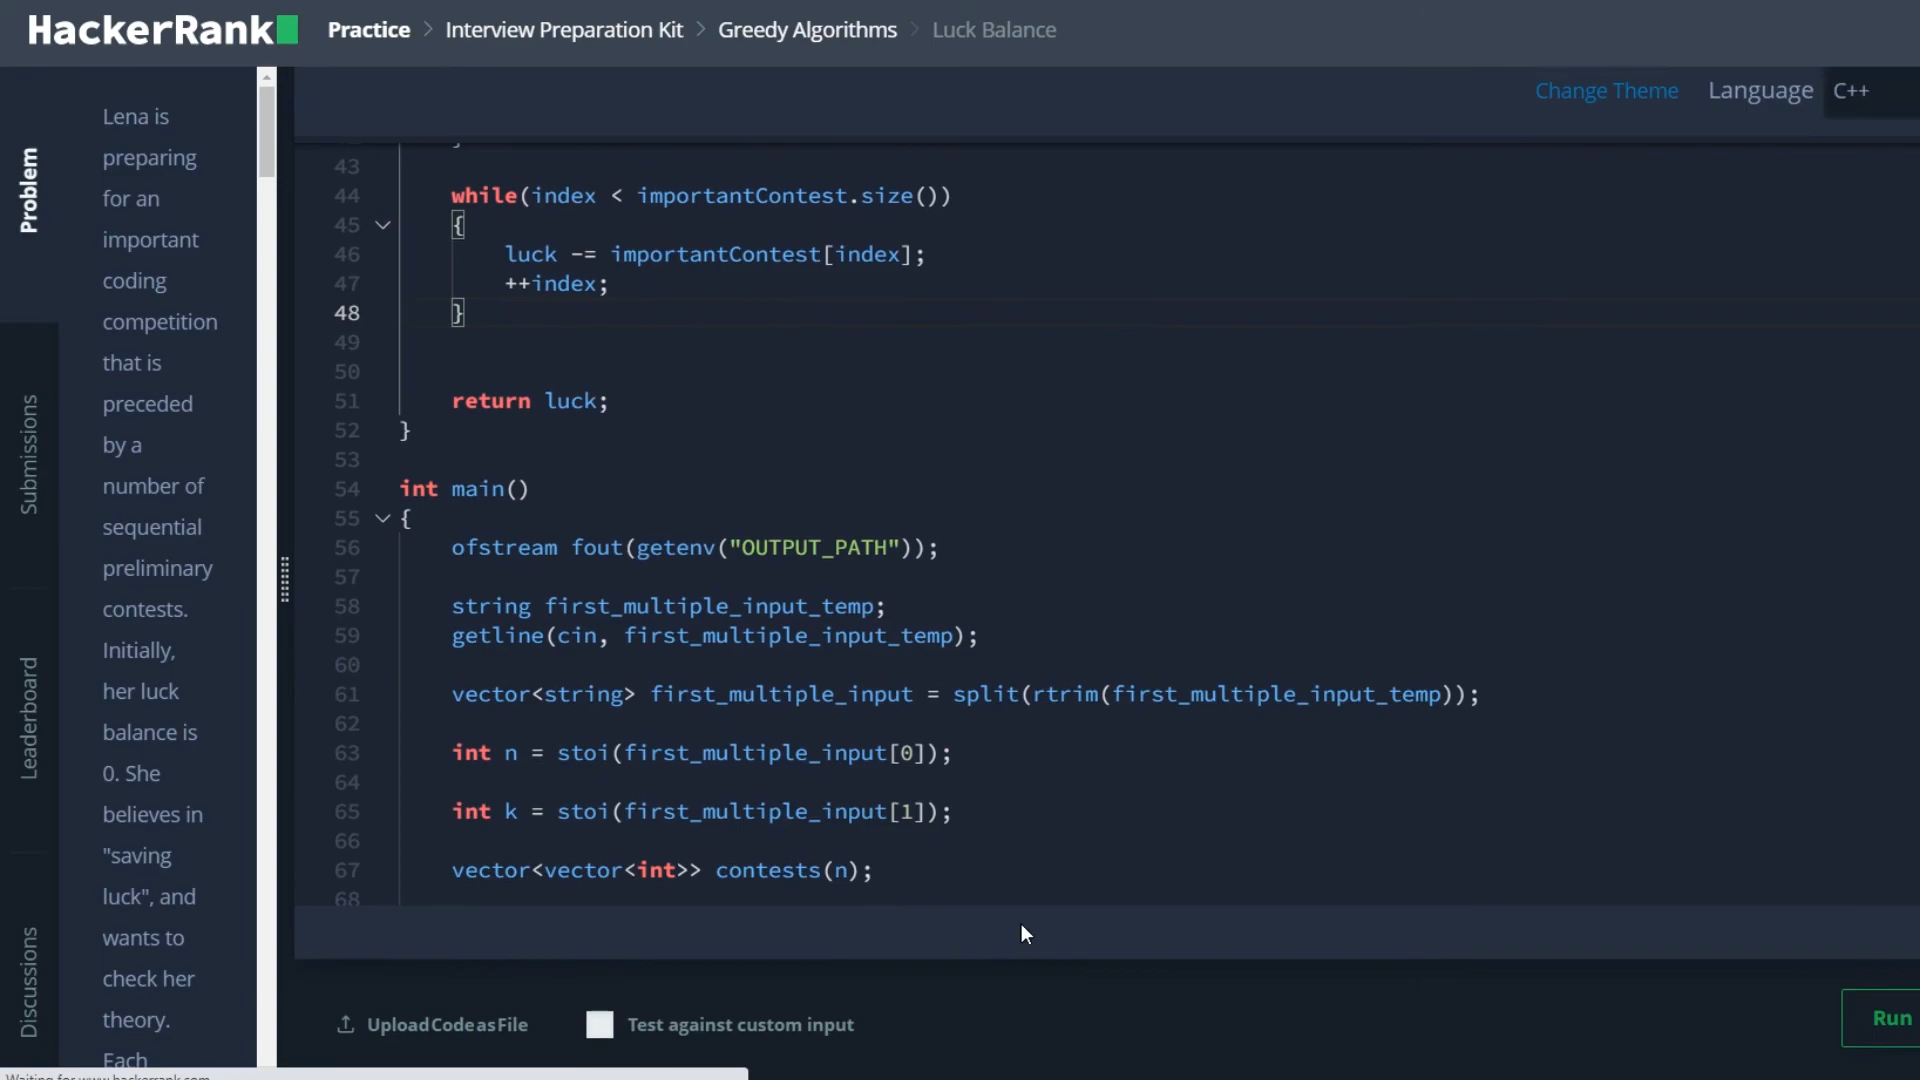 HackerRank Practice > Interview Preparation Kit > Greedy Algorithms > Luck Balance
Change Theme Language C++
Problem
Submissions
Leaderboard
Discussions
Lena is
preparing
for an
important
coding
competition
that is
preceded
by a
number of
sequential
preliminary
contests.
Initially,
her luck
balance is
0. She
believes in
"saving
luck", and
wants to
check her
theory.
Each
43
44 while(index < importantContest.size())
45 {
46 luck -= importantContest[index];
47 ++index;
48 }
49
50
51 return luck;
52 }
53
54 int main()
55 {
56 ofstream fout(getenv("OUTPUT_PATH"));
57
58 string first_multiple_input_temp;
59 getline(cin, first_multiple_input_temp);
60
61 vector<string> first_multiple_input = split(rtrim(first_multiple_input_temp));
62
63 int n = stoi(first_multiple_input[0]);
64
65 int k = stoi(first_multiple_input[1]);
66
67 vector<vector<int>> contests(n);
68
Upload Code as File Test against custom input
Run
Waiting for www.hackerrank.com